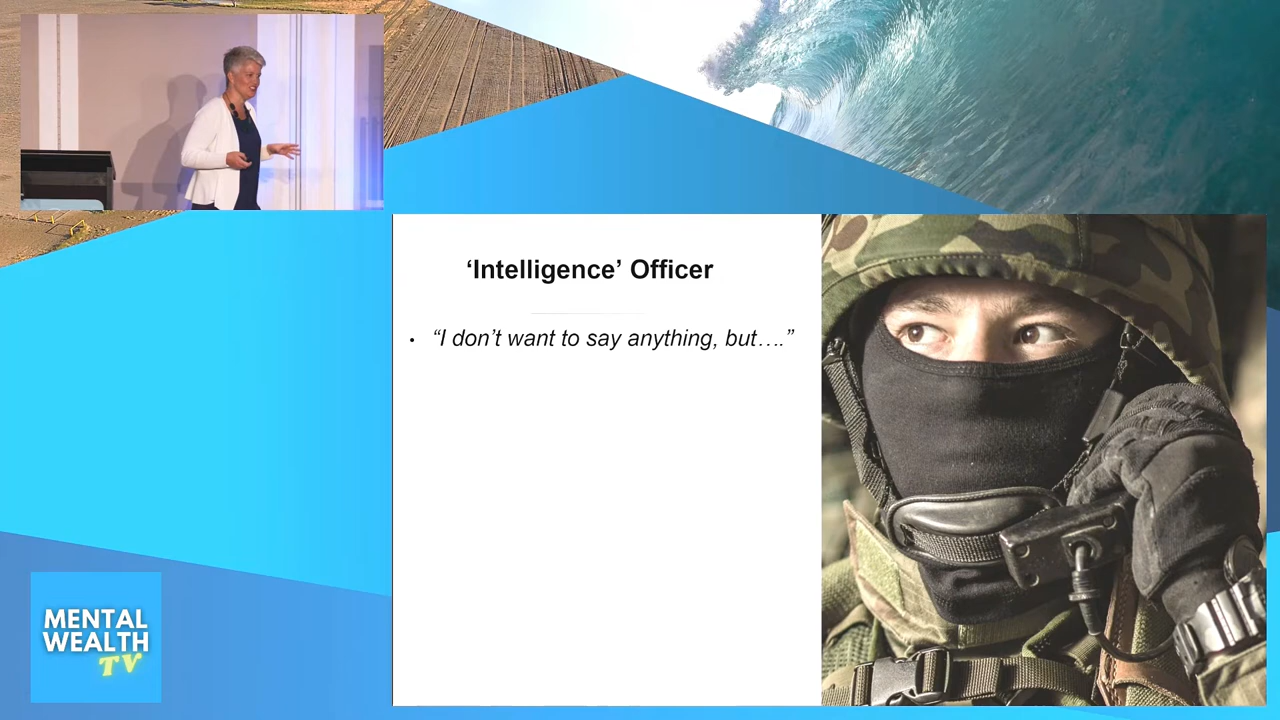 ‘Intelligence’ Officer
• “I don’t want to say anything, but….”
MENTAL
WEALTH
TV